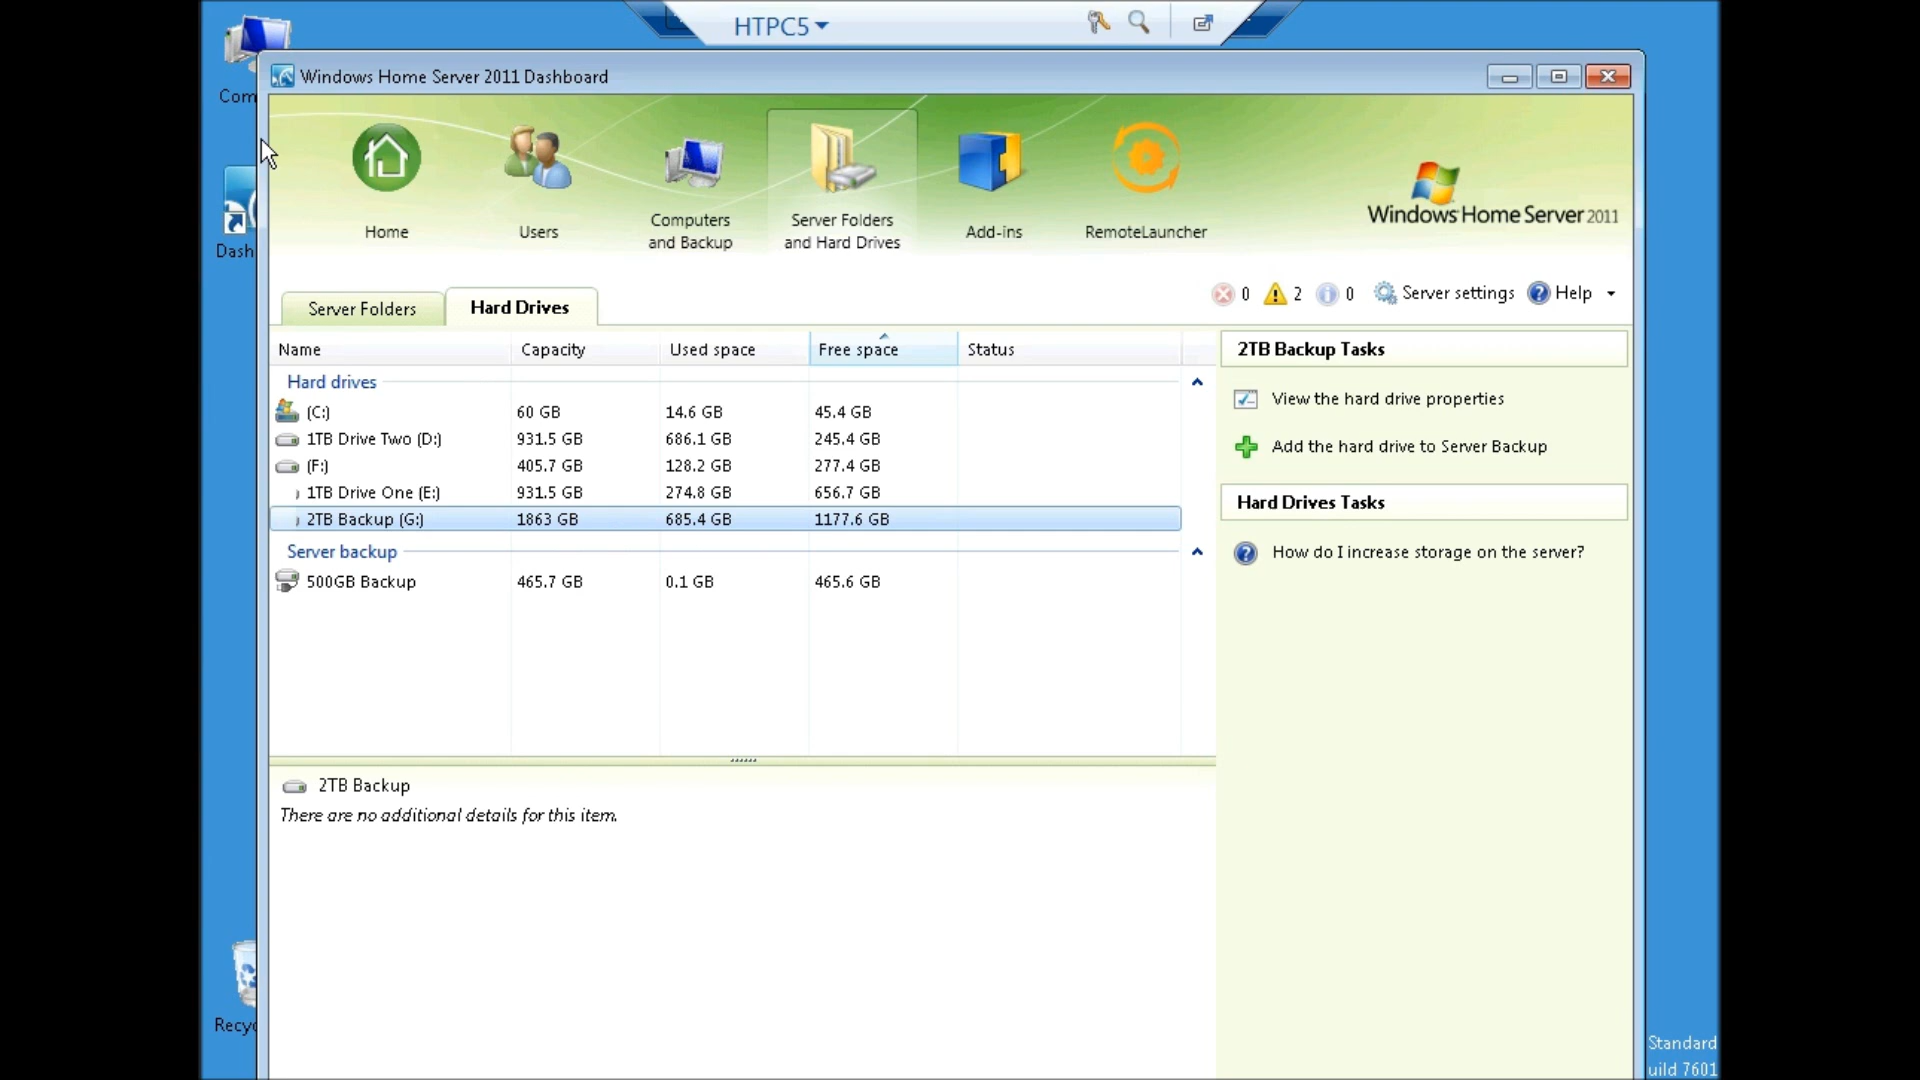 HTPC5
Com
Windows Home Server 2011 Dashboard
Home
Users
Computers
and Backup
Server Folders
and Hard Drives
Add-ins
RemoteLauncher
Windows Home Server 2011
Dash
Server Folders
Hard Drives
0 2 0 Server settings Help
Name Capacity Used space Free space Status
Hard drives
(C:) 60 GB 14.6 GB 45.4 GB
1TB Drive Two (D:) 931.5 GB 686.1 GB 245.4 GB
(F:) 405.7 GB 128.2 GB 277.4 GB
1TB Drive One (E:) 931.5 GB 274.8 GB 656.7 GB
2TB Backup (G:) 1863 GB 685.4 GB 1177.6 GB
Server backup
500GB Backup 465.7 GB 0.1 GB 465.6 GB
2TB Backup Tasks
View the hard drive properties
Add the hard drive to Server Backup
Hard Drives Tasks
How do I increase storage on the server?
2TB Backup
There are no additional details for this item.
Recyc
Standard
uild 7601